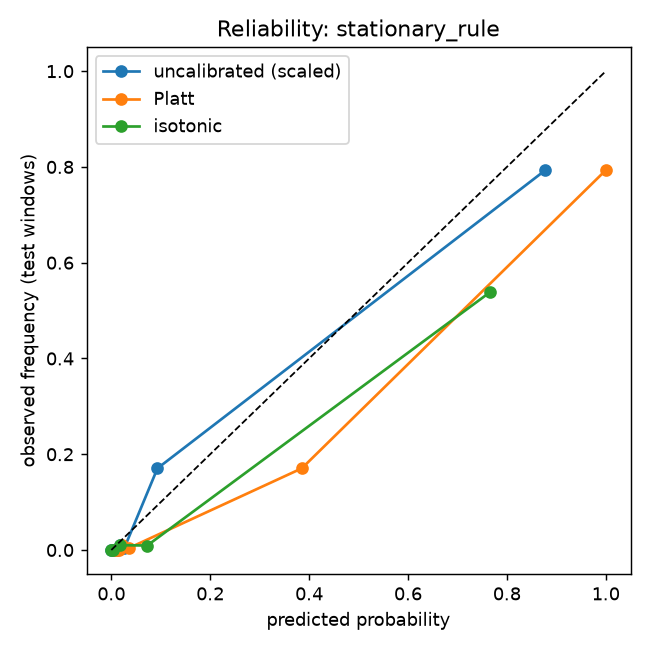 Reliability: stationary_rule
uncalibrated (scaled)
Platt
isotonic
observed frequency (test windows)
1.0
0.8
0.6
0.4
0.2
0.0
0.0 0.2 0.4 0.6 0.8 1.0
predicted probability